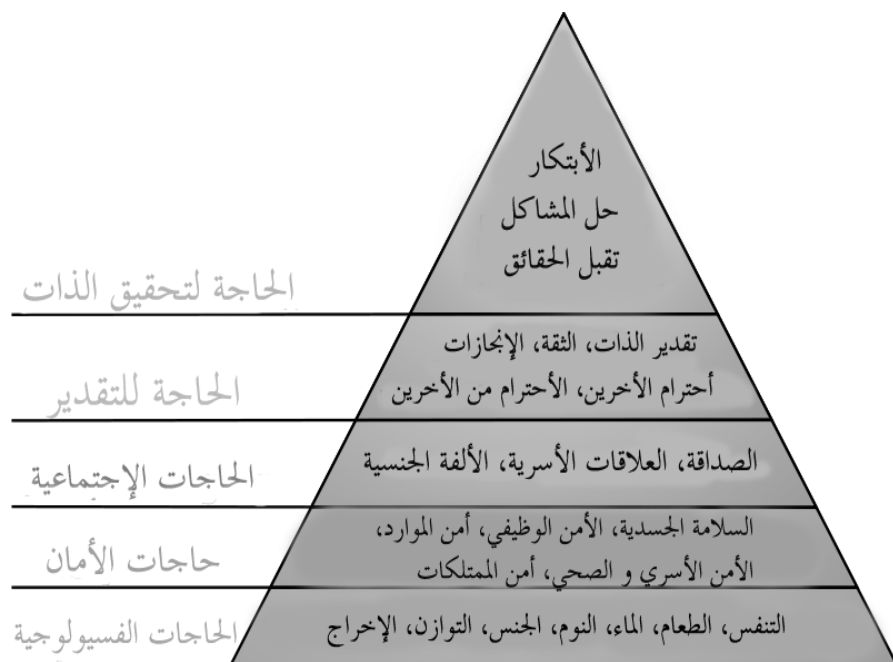 الأبتكار
حل المشاكل
تقبل الحقائق
الحاجة لتحقيق الذات
تقدير الذات، الثقة، الإنجازات
أحترام الأخرين، الأحترام من الأخرين
الحاجة للتقدير
الصداقة، العلاقات الأسرية، الألفة الجنسية
الحاجات الإجتماعية
السلامة الجسدية، الأمن الوظيفي، أمن الموارد،
الأمن الأسري و الصحي، أمن الممتلكات
حاجات الأمان
التنفس، الطعام، الماء، النوم، الجنس، التوازن، الإخراج
الحاجات الفسيولوجية